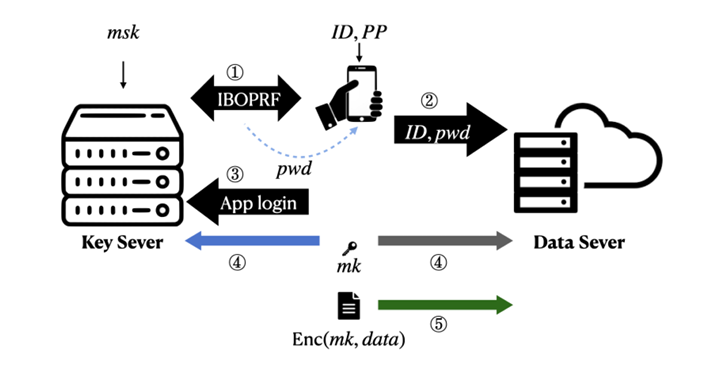 msk
ID, PP
①
IBOPRF
②
ID, pwd
pwd
③
App login
Key Sever
Data Sever
④
mk
④
⑤
Enc(mk, data)